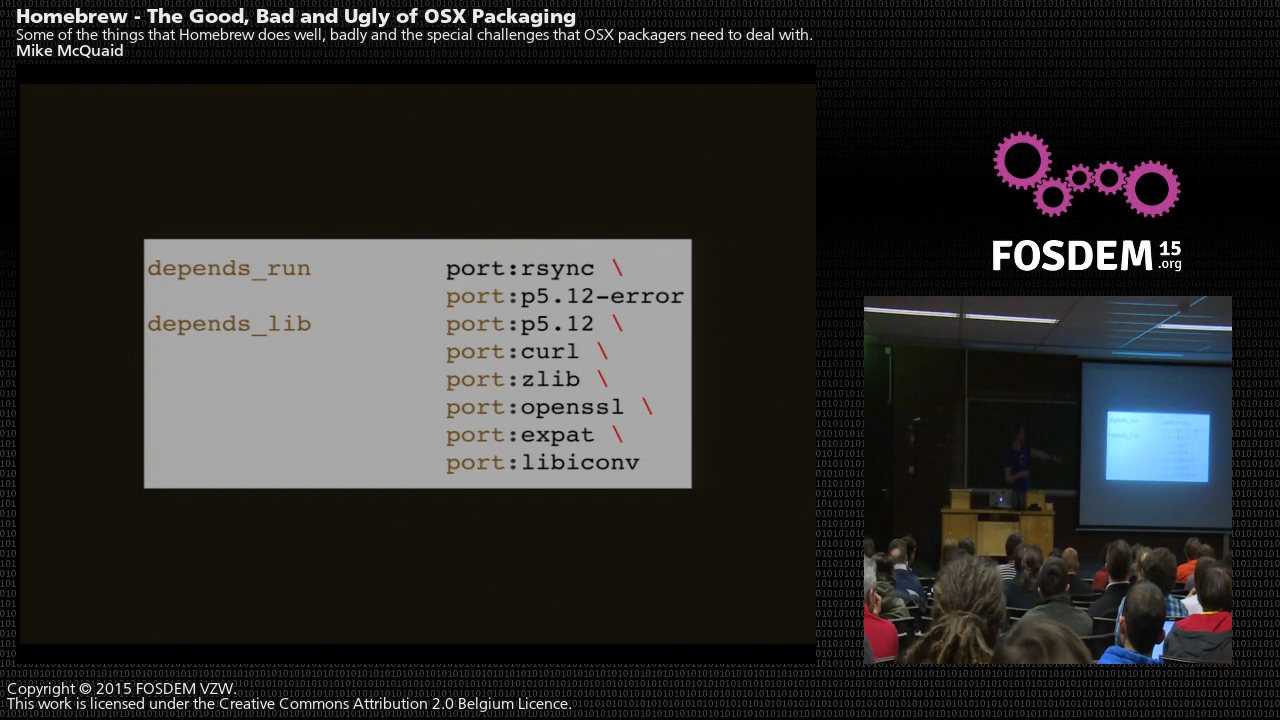 Homebrew - The Good, Bad and Ugly of OSX Packaging
Some of the things that Homebrew does well, badly and the special challenges that OSX packagers need to deal with.
Mike McQuaid
depends_run port:rsync \
port:p5.12-error
depends_lib port:p5.12 \
port:curl \
port:zlib \
port:openssl \
port:expat \
port:libiconv
FOSDEM 15
.org
Copyright © 2015 FOSDEM VZW.
This work is licensed under the Creative Commons Attribution 2.0 Belgium Licence.